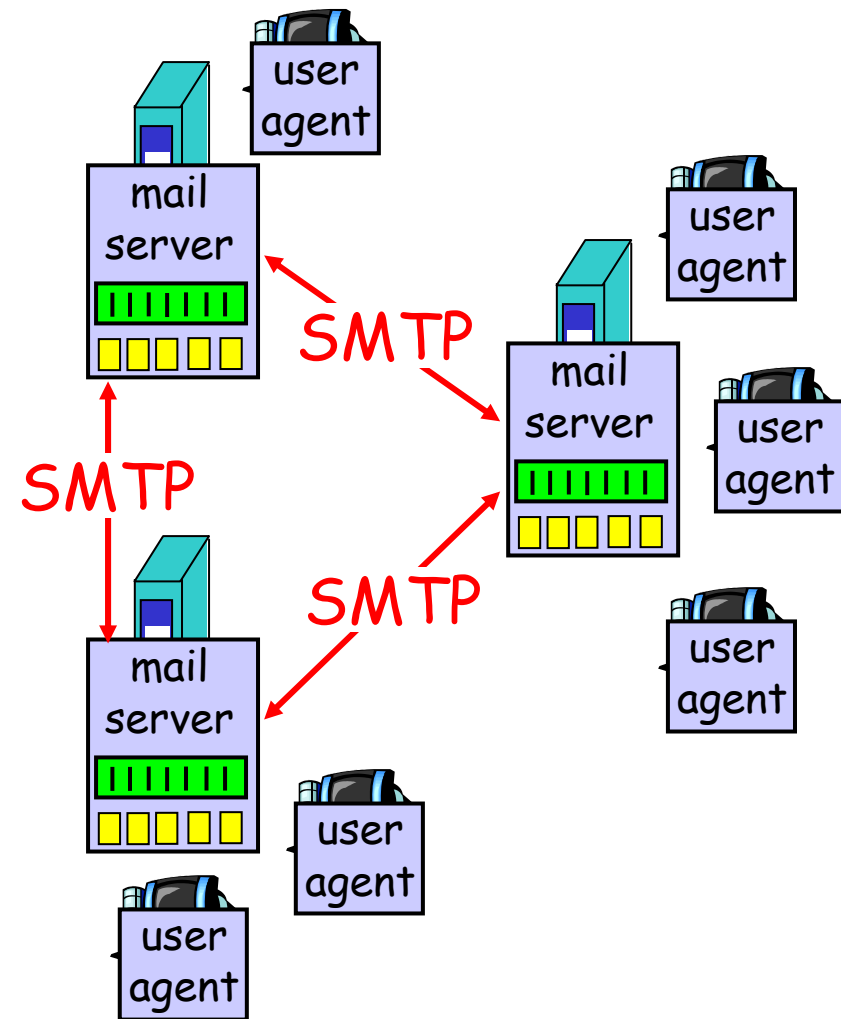 user
agent
mail
server
user
agent
SMTP
mail
server
user
agent
SMTP
SMTP
mail
server
user
agent
user
agent
user
agent